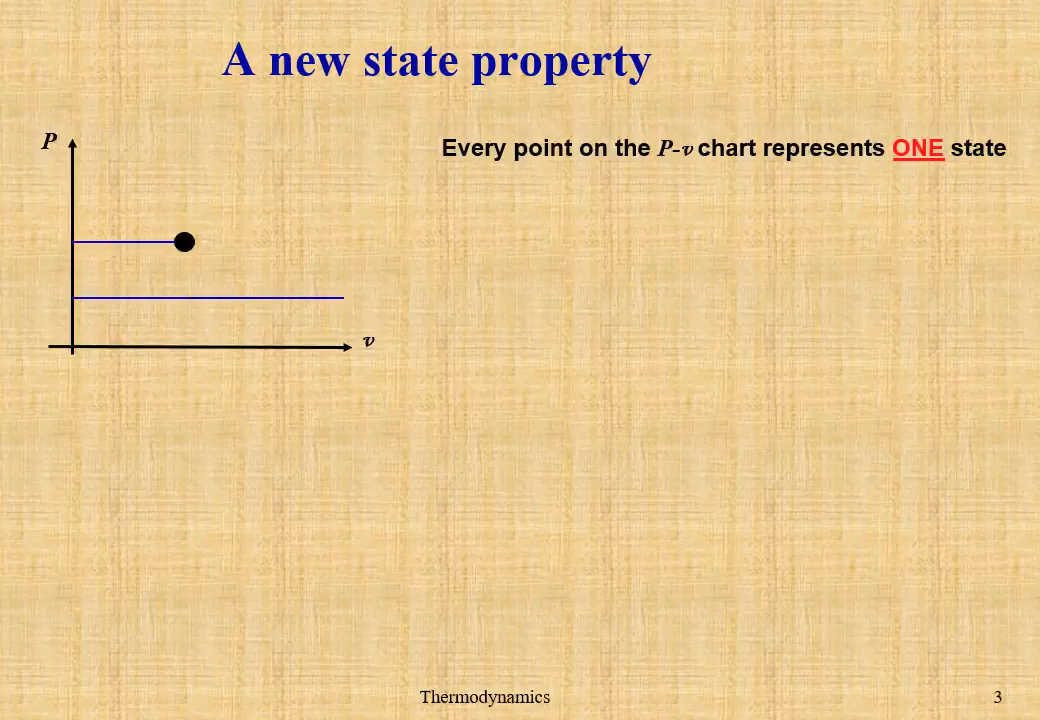 A new state property
P
Every point on the P-v chart represents ONE state
v
Thermodynamics
3